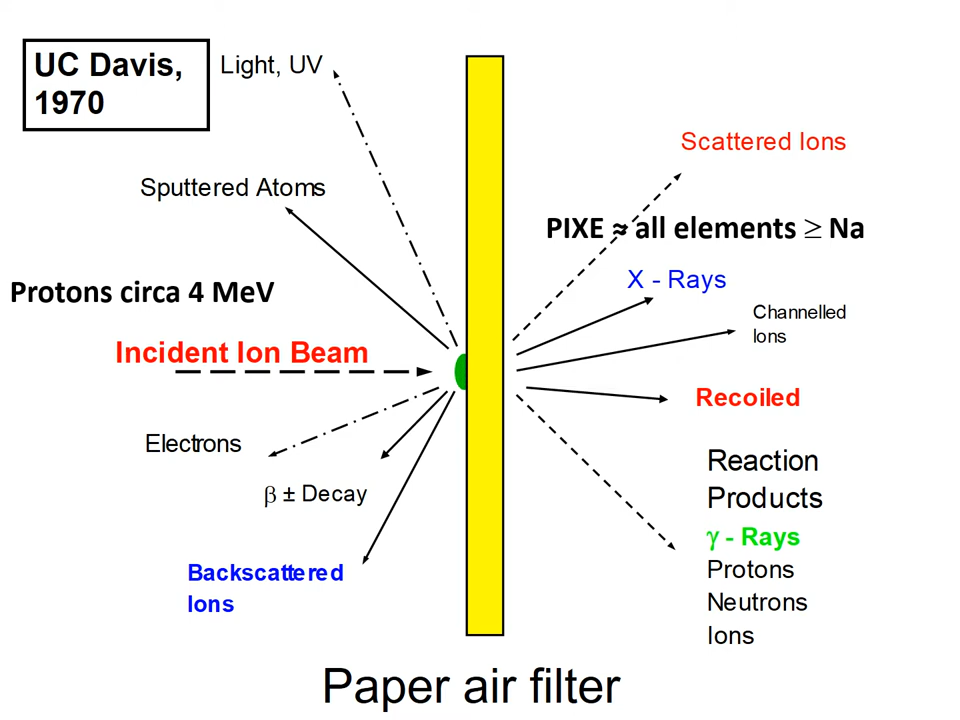 UC Davis,
1970
Light, UV
Sputtered Atoms
Protons circa 4 MeV
Incident Ion Beam
Electrons
β ± Decay
Backscattered
Ions
Scattered Ions
PIXE ≈ all elements ≥ Na
X - Rays
Channelled
Ions
Recoiled
Reaction
Products
γ - Rays
Protons
Neutrons
Ions
Paper air filter